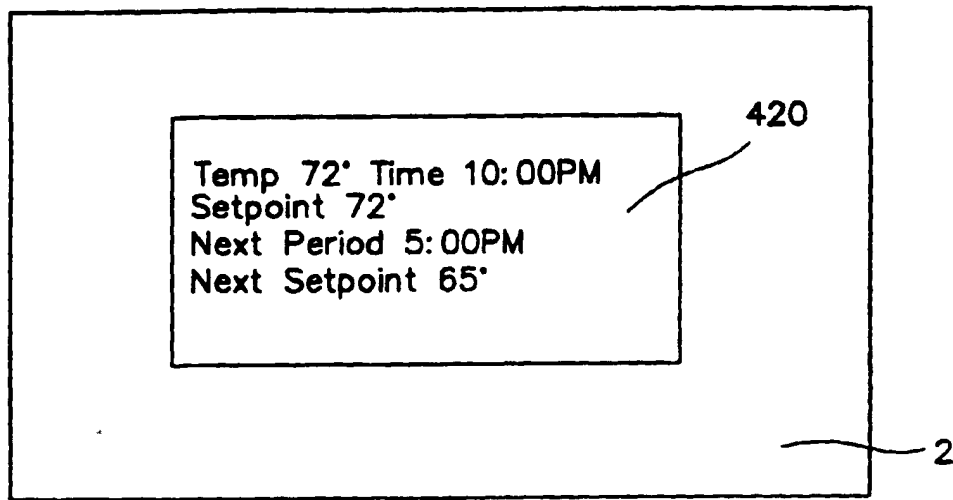 420
Temp 72° Time 10:00PM
Setpoint 72°
Next Period 5:00PM
Next Setpoint 65°
2